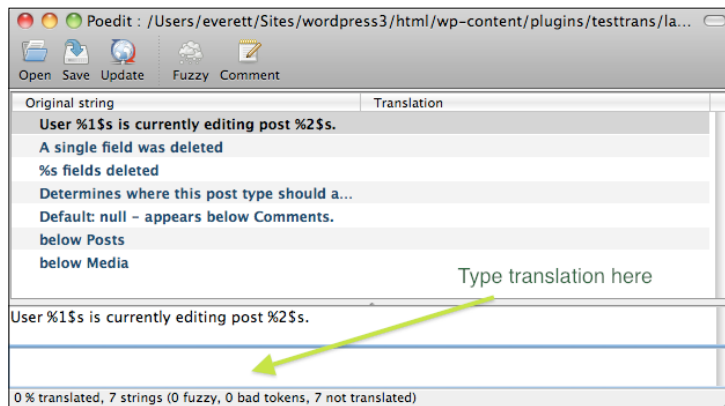 Poedit : /Users/everett/Sites/wordpress3/html/wp-content/plugins/testtrans/la...
Open Save Update Fuzzy Comment
Original string Translation
User %1$s is currently editing post %2$s.
A single field was deleted
%s fields deleted
Determines where this post type should a...
Default: null – appears below Comments.
below Posts
below Media
Type translation here
User %1$s is currently editing post %2$s.
0 % translated, 7 strings (0 fuzzy, 0 bad tokens, 7 not translated)